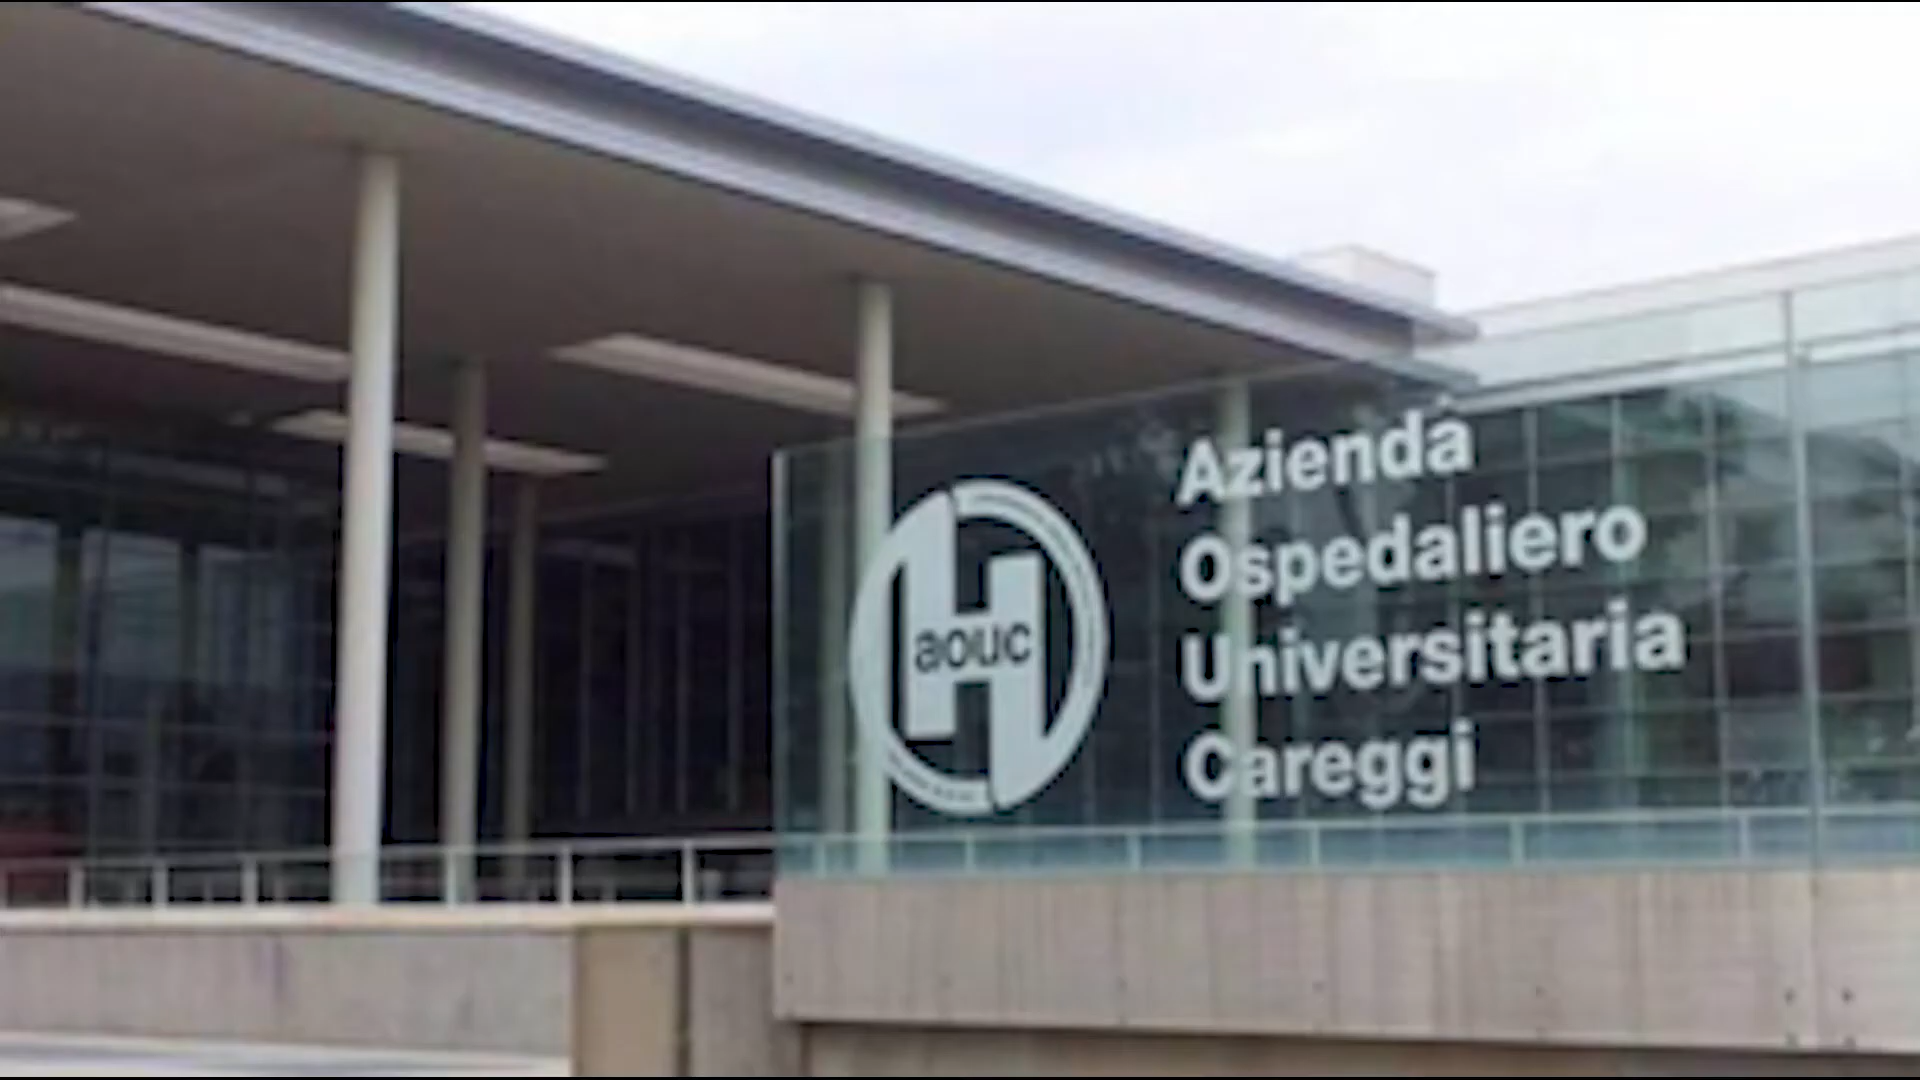 aouc
Azienda
Ospedaliero
Universitaria
Careggi